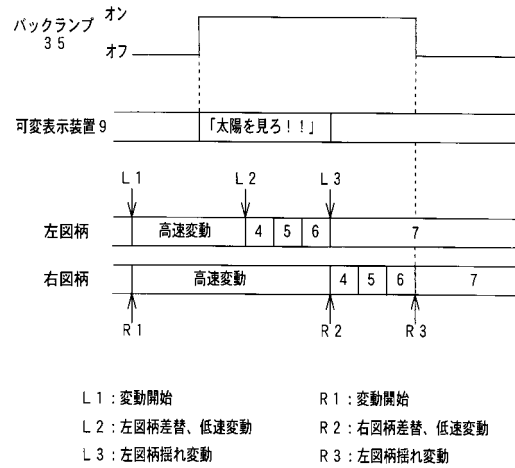 オン
バックランプ
35
オフ
可変表示装置9
「太陽を見ろ!!」
L1 L2 L3
左図柄 高速変動 4 5 6 7
右図柄 高速変動 4 5 6 7
R1 R2 R3
L1:変動開始 R1:変動開始
L2:左図柄差替、低速変動 R2:右図柄差替、低速変動
L3:左図柄揺れ変動 R3:左図柄揺れ変動